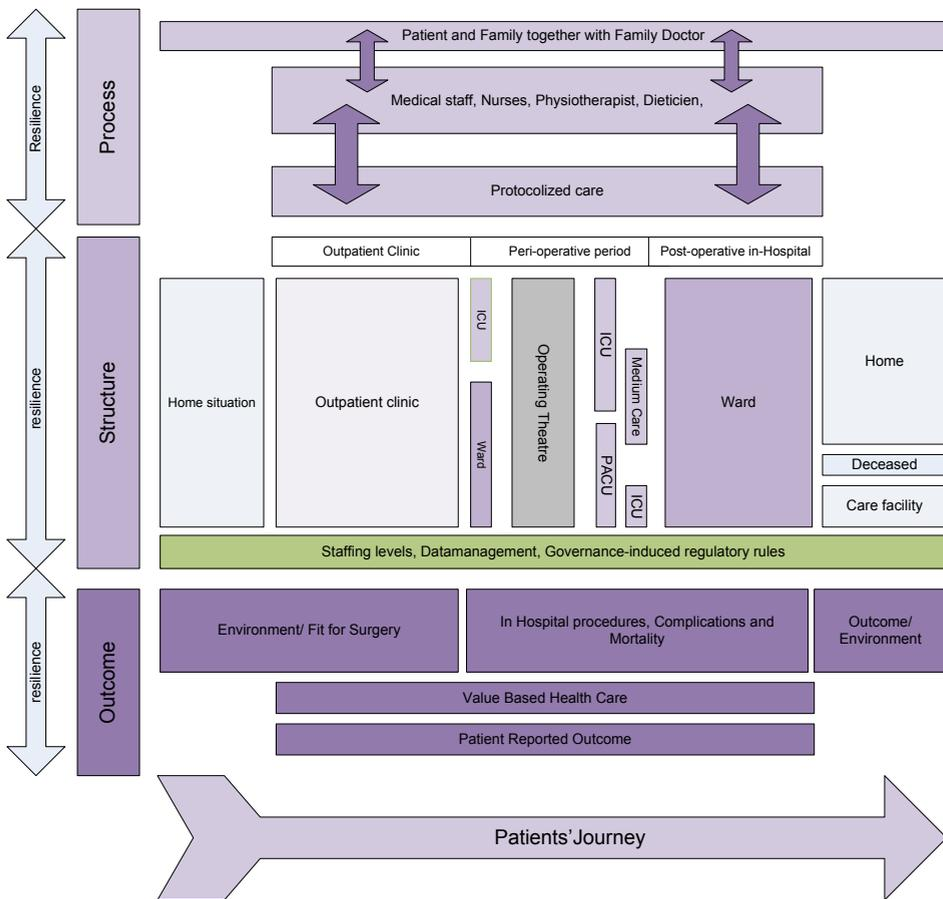 Resilience
Process
Patient and Family together with Family Doctor
Medical staff, Nurses, Physiotherapist, Dieticien,
Protocolized care
resilience
Structure
Outpatient Clinic
Peri-operative period
Post-operative in-Hospital
Home situation
Outpatient clinic
ICU
Ward
Operating Theatre
ICU
PACU
Medium Care
ICU
Ward
Home
Deceased
Care facility
Staffing levels, Datamanagement, Governance-induced regulatory rules
resilience
Outcome
Environment/ Fit for Surgery
In Hospital procedures, Complications and
Mortality
Outcome/
Environment
Value Based Health Care
Patient Reported Outcome
Patients'Journey